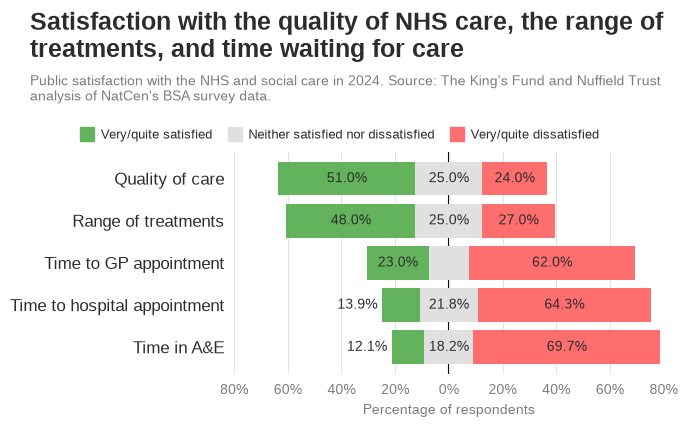 Satisfaction with the quality of NHS care, the range of
treatments, and time waiting for care
Public satisfaction with the NHS and social care in 2024. Source: The King's Fund and Nuffield Trust
analysis of NatCen's BSA survey data.
Very/quite satisfied Neither satisfied nor dissatisfied Very/quite dissatisfied
Quality of care 51.0% 25.0% 24.0%
Range of treatments 48.0% 25.0% 27.0%
Time to GP appointment 23.0% 62.0%
Time to hospital appointment 13.9% 21.8% 64.3%
Time in A&E 12.1% 18.2% 69.7%
80% 60% 40% 20% 0% 20% 40% 60% 80%
Percentage of respondents